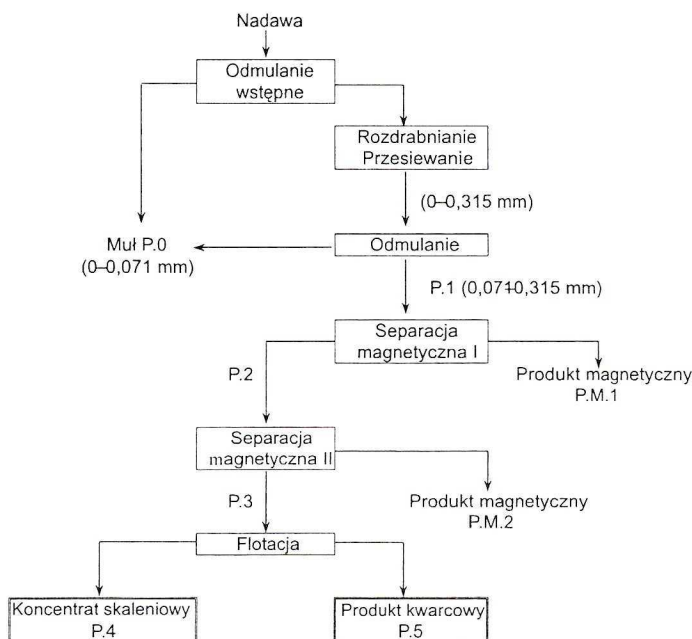 Nadawa
Odmulanie
wstępne
Rozdrabnianie
Przesiewanie
(0–0,315 mm)
Muł P.0
(0–0,071 mm)
Odmulanie
P.1 (0,071–0,315 mm)
Separacja
magnetyczna I
P.2
Produkt magnetyczny
P.M.1
Separacja
magnetyczna II
P.3
Produkt magnetyczny
P.M.2
Flotacja
Koncentrat skaleniowy
P.4
Produkt kwarcowy
P.5